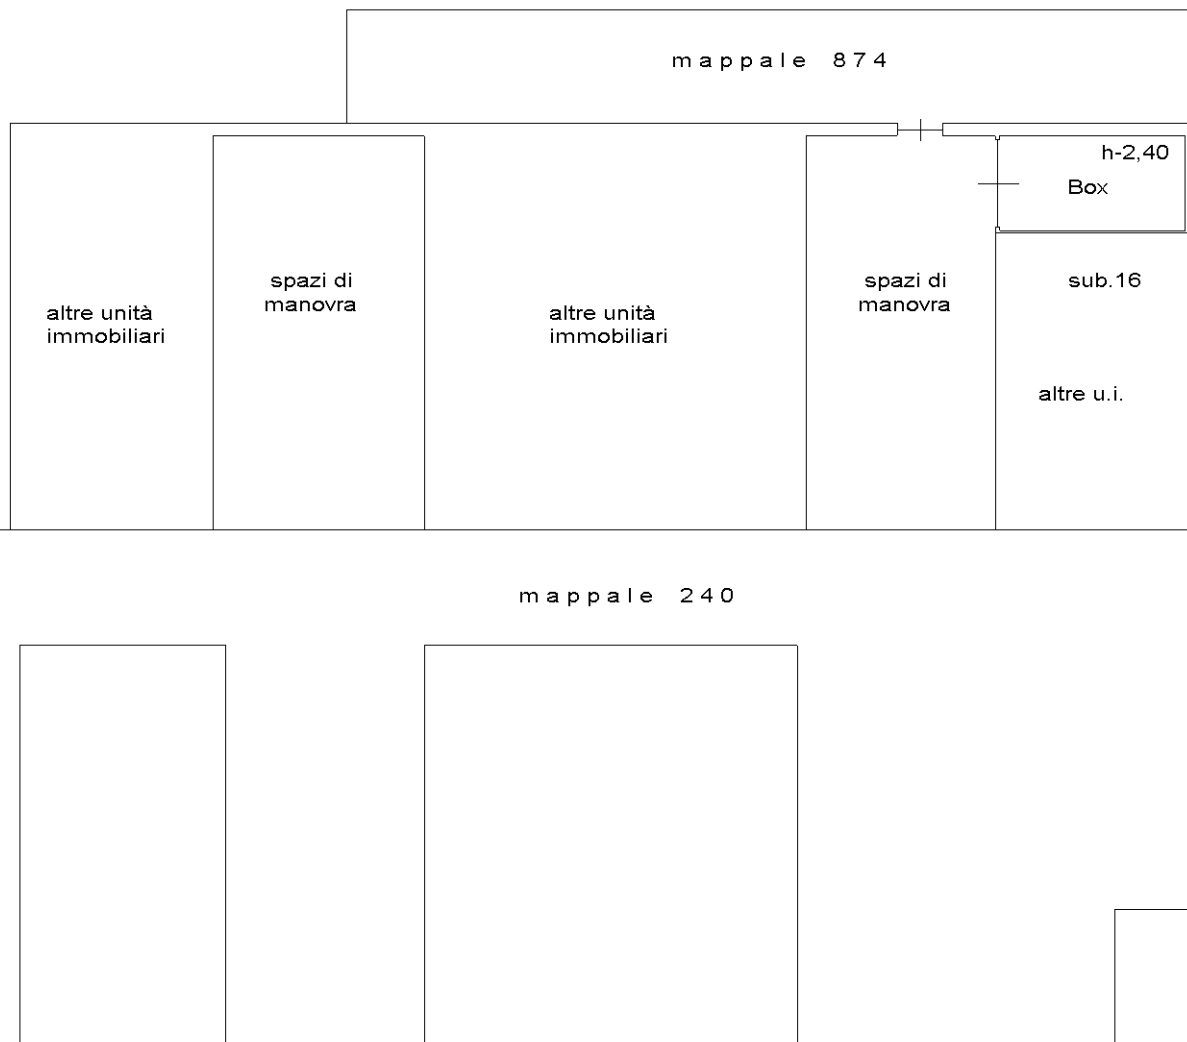 mappale 874
h-2,40
Box
spazi di
manovra
spazi di
manovra
sub.16
altre unità
immobiliari
altre unità
immobiliari
altre u.i.
mappale 240